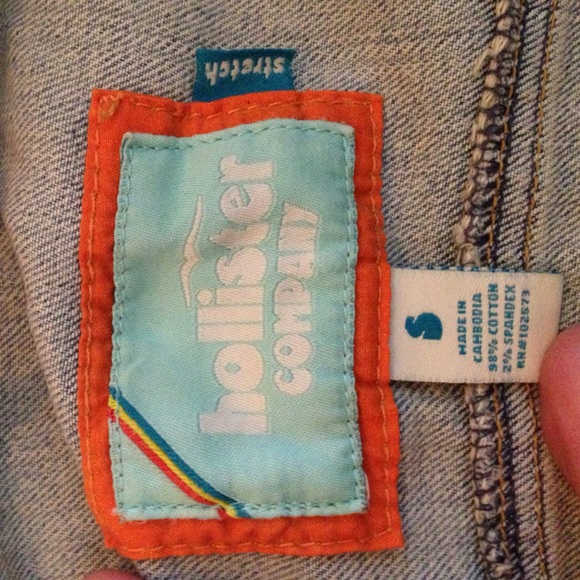 stretch
hollister
COMPANY
S
MADE IN
CAMBODIA
98% COTTON
2% SPANDEX
RN#102573